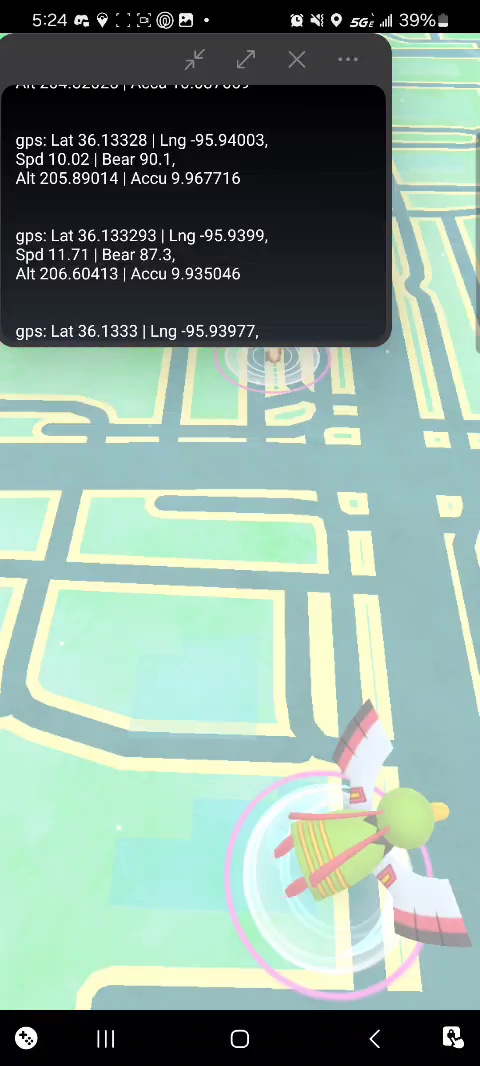 5:24 5GE 39%
gps: Lat 36.13328 | Lng -95.94003,
Spd 10.02 | Bear 90.1,
Alt 205.89014 | Accu 9.967716
gps: Lat 36.133293 | Lng -95.9399,
Spd 11.71 | Bear 87.3,
Alt 206.60413 | Accu 9.935046
gps: Lat 36.1333 | Lng -95.93977,